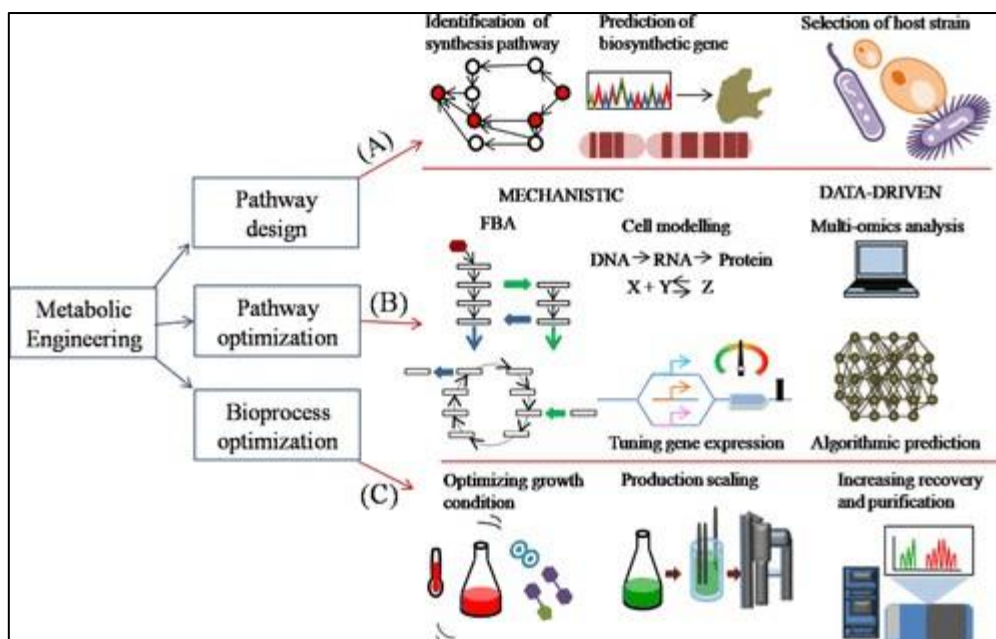 Identification of
synthesis pathway
Prediction of
biosynthetic gene
Selection of host strain
(A)
Pathway
design
MECHANISTIC
DATA-DRIVEN
FBA
Cell modelling
Multi-omics analysis
DNA → RNA → Protein
X + Y ⇆ Z
Metabolic
Engineering
Pathway
optimization
(B)
Bioprocess
optimization
Tuning gene expression
Algorithmic prediction
(C)
Optimizing growth
condition
Production scaling
Increasing recovery
and purification